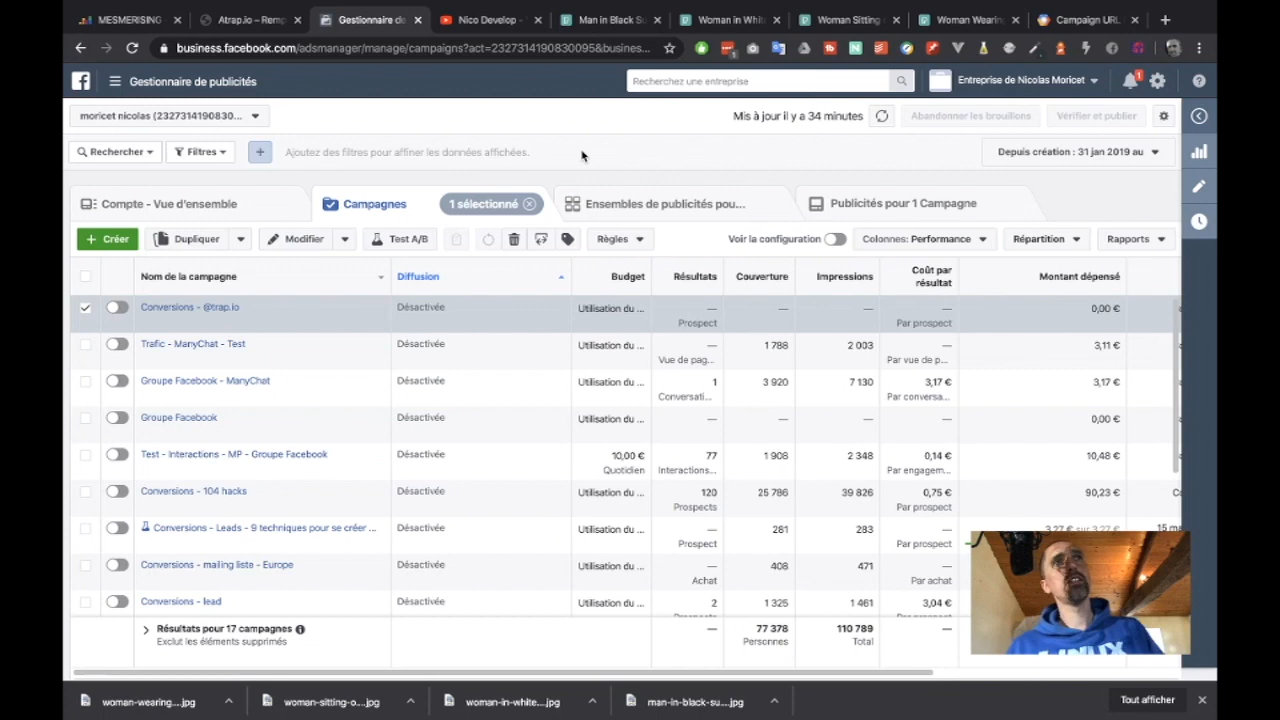 MESMERISING
Atrap.io – Remp
Gestionnaire de
Nico Develop -
Man in Black Su
Woman in Whit
Woman Sitting
Woman Wearin
Campaign URL
business.facebook.com/adsmanager/manage/campaigns?act=2327314190830095&busines...
Gestionnaire de publicités
Recherchez une entreprise
Entreprise de Nicolas Moricet
1
moricet nicolas (2327314190830...
Mis à jour il y a 34 minutes
Abandonner les brouillons
Vérifier et publier
Rechercher
Filtres
Ajoutez des filtres pour affiner les données affichées.
Depuis création : 31 jan 2019 au
Compte - Vue d'ensemble
Campagnes
1 sélectionné
Ensembles de publicités pou...
Publicités pour 1 Campagne
+ Créer
Dupliquer
Modifier
Test A/B
Règles
Voir la configuration
Colonnes: Performance
Répartition
Rapports
Nom de la campagne
Diffusion
Budget
Résultats
Couverture
Impressions
Coût par
résultat
Montant dépensé
Conversions - @trap.io Désactivée Utilisation du ... — — — — 0,00 €
Prospect Par prospect
Trafic - ManyChat - Test Désactivée Utilisation du ... — 1 788 2 003 — 3,11 €
Vue de pag... Par vue de p...
Groupe Facebook - ManyChat Désactivée Utilisation du ... 1 3 920 7 130 3,17 € 3,17 €
Conversati... Par conversa...
Groupe Facebook Désactivée Utilisation du ... — — — — 0,00 €
Test - Interactions - MP - Groupe Facebook Désactivée 10,00 € 77 1 908 2 348 0,14 € 10,48 €
Quotidien Interactions... Par engagem...
Conversions - 104 hacks Désactivée Utilisation du ... 120 25 786 39 826 0,75 € 90,23 €
Prospects Par prospect
Conversions - Leads - 9 techniques pour se créer ... Désactivée Utilisation du ... — 281 283 — 3,27 € sur 3,27 € 15 ma
Prospect Par prospect
Conversions - mailing liste - Europe Désactivée Utilisation du ... — 408 471 —
Achat Par achat
Conversions - lead Désactivée Utilisation du ... 2 1 325 1 461 3,04 €
Résultats pour 17 campagnes — 77 378 110 789 —
Exclut les éléments supprimés Personnes Total
LINUX
woman-wearing....jpg
woman-sitting-o....jpg
woman-in-white....jpg
man-in-black-su....jpg
Tout afficher